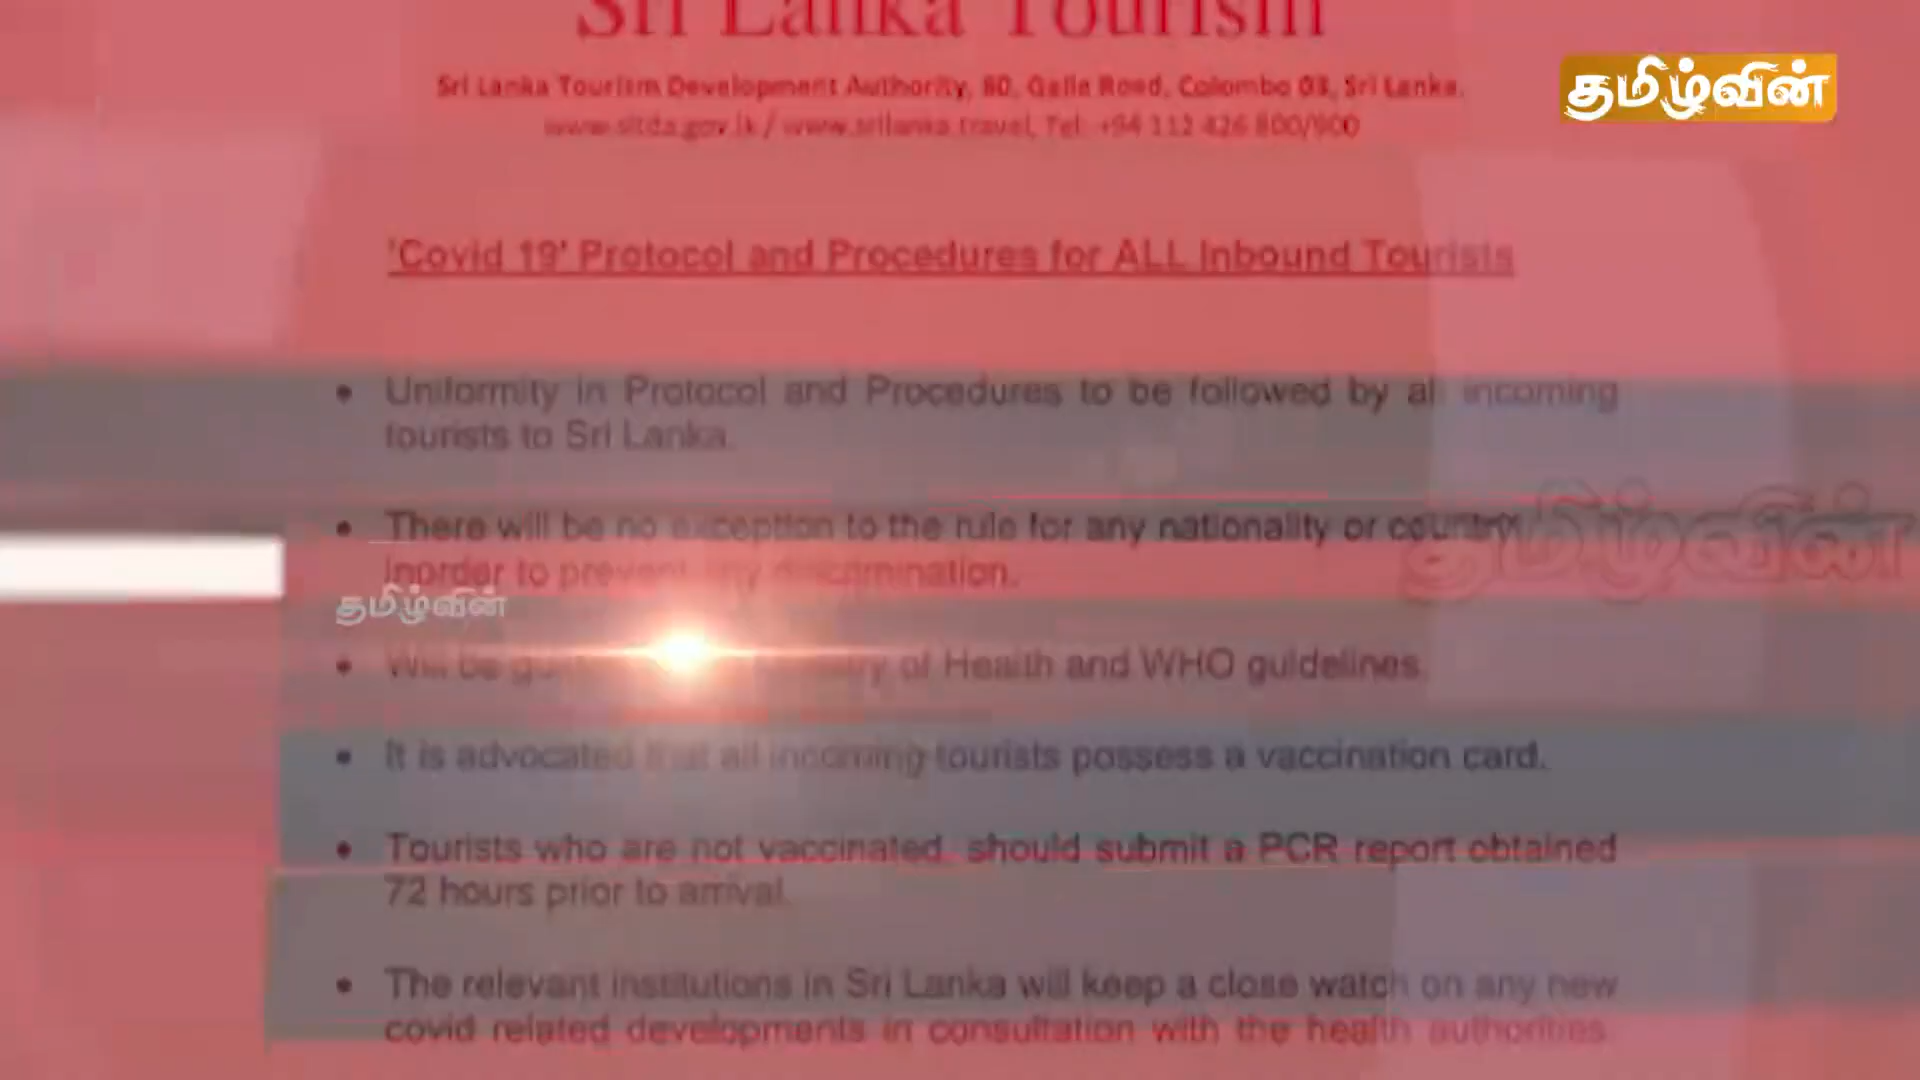 Sri Lanka Tourism
தமிழ்வின்
Sri Lanka Tourism Development Authority, 80, Galle Road, Colombo 03, Sri Lanka.
www.sltda.gov.lk / www.srilanka.travel, Tel: +94 112 426 800/900
'Covid 19' Protocol and Procedures for ALL Inbound Tourists
• Uniformity in Protocol and Procedures to be followed by all incoming
tourists to Sri Lanka.
• There will be no exception to the rule for any nationality or country
inorder to prevent any discrimination.
தமிழ்வின்
தமிழ்வின்
• Will be of Health and WHO guidelines.
• It is advocated that all incoming tourists possess a vaccination card.
• Tourists who are not vaccinated, should submit a PCR report obtained
72 hours prior to arrival.
• The relevant institutions in Sri Lanka will keep a close watch on any new
covid related developments in consultation with the health authorities.